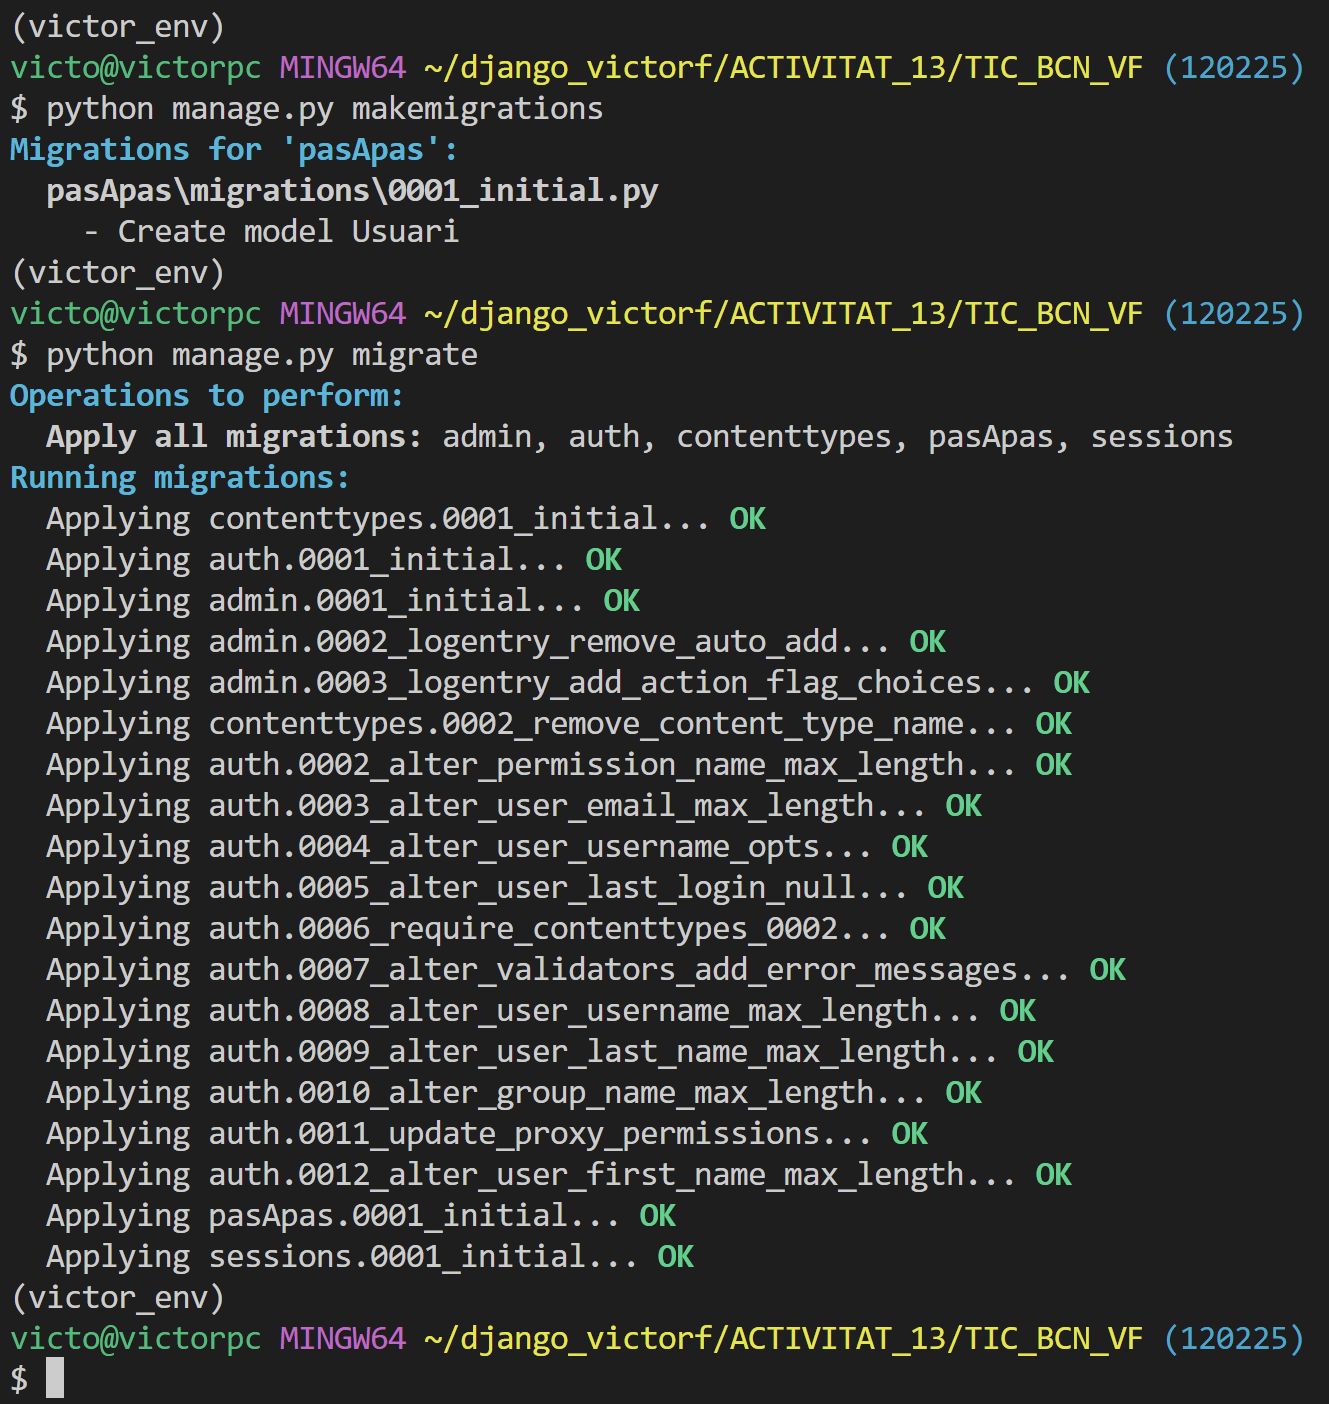 (victor_env)
victo@victorpc MINGW64 ~/django_victorf/ACTIVITAT_13/TIC_BCN_VF (120225)
$ python manage.py makemigrations
Migrations for 'pasApas':
  pasApas\migrations\0001_initial.py
    - Create model Usuari
(victor_env)
victo@victorpc MINGW64 ~/django_victorf/ACTIVITAT_13/TIC_BCN_VF (120225)
$ python manage.py migrate
Operations to perform:
  Apply all migrations: admin, auth, contenttypes, pasApas, sessions
Running migrations:
  Applying contenttypes.0001_initial... OK
  Applying auth.0001_initial... OK
  Applying admin.0001_initial... OK
  Applying admin.0002_logentry_remove_auto_add... OK
  Applying admin.0003_logentry_add_action_flag_choices... OK
  Applying contenttypes.0002_remove_content_type_name... OK
  Applying auth.0002_alter_permission_name_max_length... OK
  Applying auth.0003_alter_user_email_max_length... OK
  Applying auth.0004_alter_user_username_opts... OK
  Applying auth.0005_alter_user_last_login_null... OK
  Applying auth.0006_require_contenttypes_0002... OK
  Applying auth.0007_alter_validators_add_error_messages... OK
  Applying auth.0008_alter_user_username_max_length... OK
  Applying auth.0009_alter_user_last_name_max_length... OK
  Applying auth.0010_alter_group_name_max_length... OK
  Applying auth.0011_update_proxy_permissions... OK
  Applying auth.0012_alter_user_first_name_max_length... OK
  Applying pasApas.0001_initial... OK
  Applying sessions.0001_initial... OK
(victor_env)
victo@victorpc MINGW64 ~/django_victorf/ACTIVITAT_13/TIC_BCN_VF (120225)
$